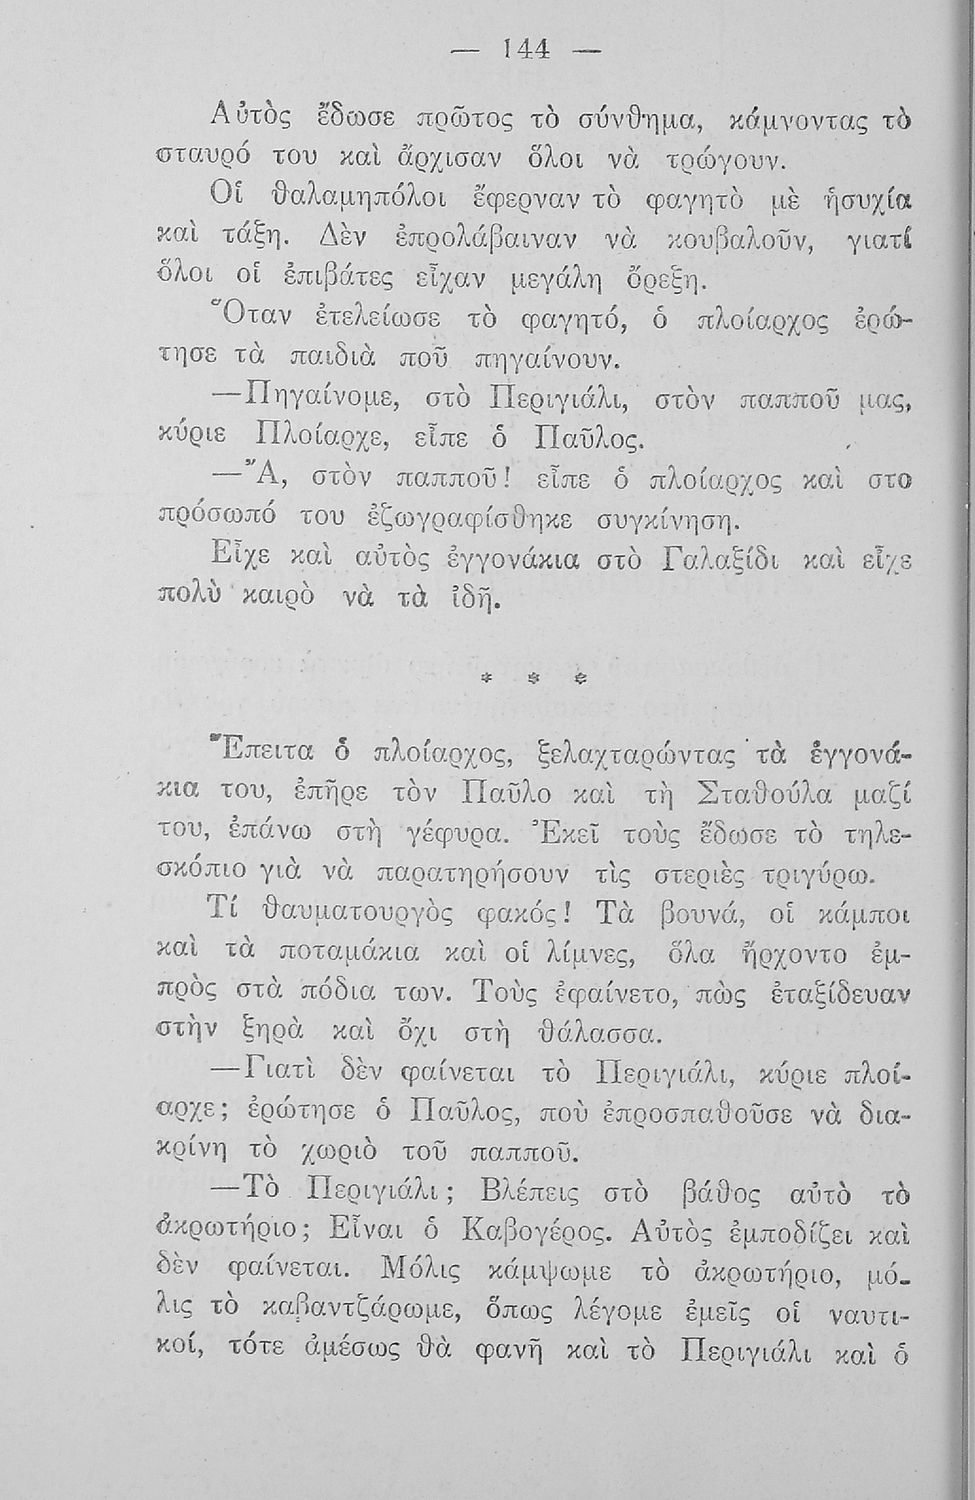 — 144 —
Αὐτὸς ἔδωσε πρῶτος τὸ σύνθημα, κάμνοντας τὸ
σταυρό του καὶ ἄρχισαν ὅλοι νὰ τρώγουν.
Οἱ θαλαμηπόλοι ἔφερναν τὸ φαγητὸ μὲ ἡσυχία
καὶ τάξη. Δὲν ἐπρολάβαιναν νὰ κουβαλοῦν, γιατί
ὅλοι οἱ ἐπιβάτες εἶχαν μεγάλη ὄρεξη.
Ὅταν ἐτελείωσε τὸ φαγητό, ὁ πλοίαρχος ἐρώ-
τησε τὰ παιδιὰ ποῦ πηγαίνουν.
—Πηγαίνομε, στὸ Περιγιάλι, στὸν παπποῦ μας,
κύριε Πλοίαρχε, εἶπε ὁ Παῦλος.
—Ἄ, στὸν παπποῦ! εἶπε ὁ πλοίαρχος καὶ στο
πρόσωπό του ἐζωγραφίσθηκε συγκίνηση.
Εἶχε καὶ αὐτὸς ἐγγονάκια στὸ Γαλαξίδι καὶ εἶχε
πολὺ καιρὸ νὰ τὰ ἰδῆ.
* * *
Ἔπειτα ὁ πλοίαρχος, ξελαχταρώντας τὰ ἐγγονά-
κια του, ἐπῆρε τὸν Παῦλο καὶ τὴ Σταθούλα μαζί
του, ἐπάνω στὴ γέφυρα. Ἐκεῖ τοὺς ἔδωσε τὸ τηλε-
σκόπιο γιὰ νὰ παρατηρήσουν τὶς στεριὲς τριγύρω.
Τί θαυματουργὸς φακός! Τὰ βουνά, οἱ κάμποι
καὶ τὰ ποταμάκια καὶ οἱ λίμνες, ὅλα ἤρχοντο ἐμ-
πρὸς στὰ πόδια των. Τοὺς ἐφαίνετο, πὼς ἐταξίδευαν
στὴν ξηρὰ καὶ ὄχι στὴ θάλασσα.
—Γιατὶ δὲν φαίνεται τὸ Περιγιάλι, κύριε πλοί-
αρχε; ἐρώτησε ὁ Παῦλος, ποὺ ἐπροσπαθοῦσε νὰ δια-
κρίνη τὸ χωριὸ τοῦ παπποῦ.
—Τὸ Περιγιάλι; Βλέπεις στὸ βάθος αὐτὸ τὸ
ἀκρωτήριο; Εἶναι ὁ Καβογέρος. Αὐτὸς ἐμποδίζει καὶ
δὲν φαίνεται. Μόλις κάμψωμε τὸ ἀκρωτήριο, μό-
λις τὸ καβαντζάρωμε, ὅπως λέγομε ἐμεῖς οἱ ναυτι-
κοί, τότε ἀμέσως θὰ φανῆ καὶ τὸ Περιγιάλι καὶ ὁ